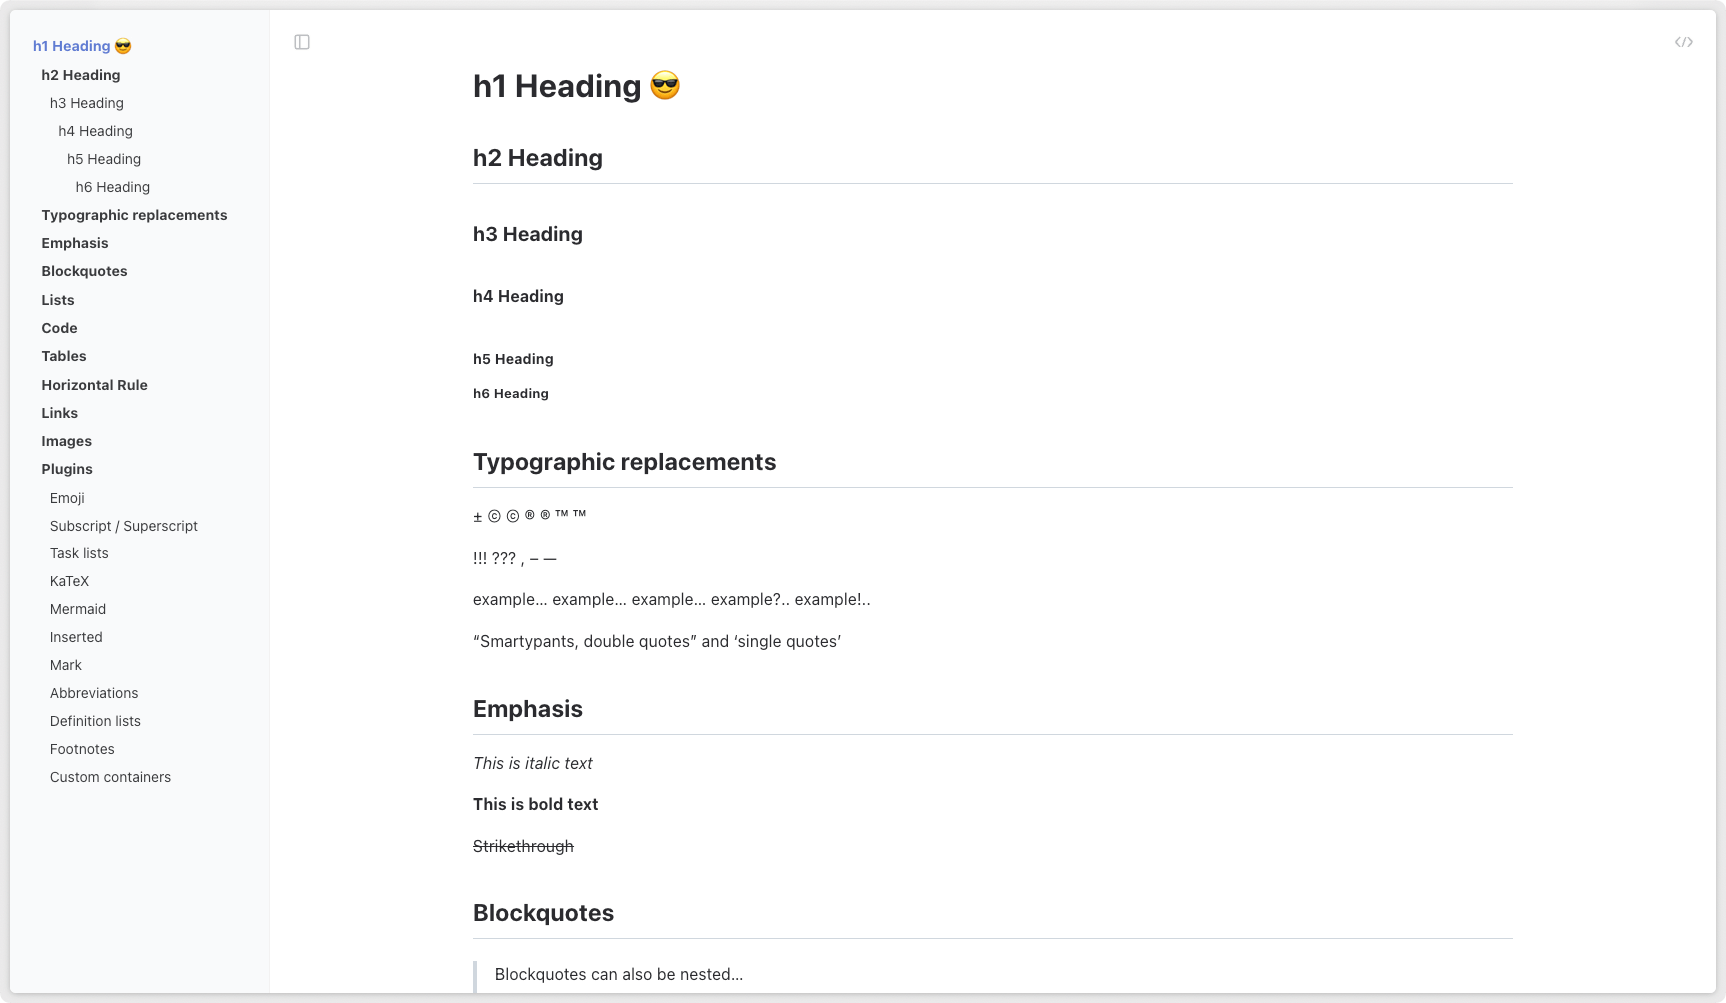 h1 Heading 😎
h2 Heading
h3 Heading
h4 Heading
h5 Heading
h6 Heading
Typographic replacements
Emphasis
Blockquotes
Lists
Code
Tables
Horizontal Rule
Links
Images
Plugins
Emoji
Subscript / Superscript
Task lists
KaTeX
Mermaid
Inserted
Mark
Abbreviations
Definition lists
Footnotes
Custom containers
h1 Heading 😎
h2 Heading
h3 Heading
h4 Heading
h5 Heading
h6 Heading
Typographic replacements
± © © ® ® ™ ™
!!! ??? , – —
example… example… example… example?.. example!..
“Smartypants, double quotes” and ‘single quotes’
Emphasis
This is italic text
This is bold text
Strikethrough
Blockquotes
Blockquotes can also be nested…